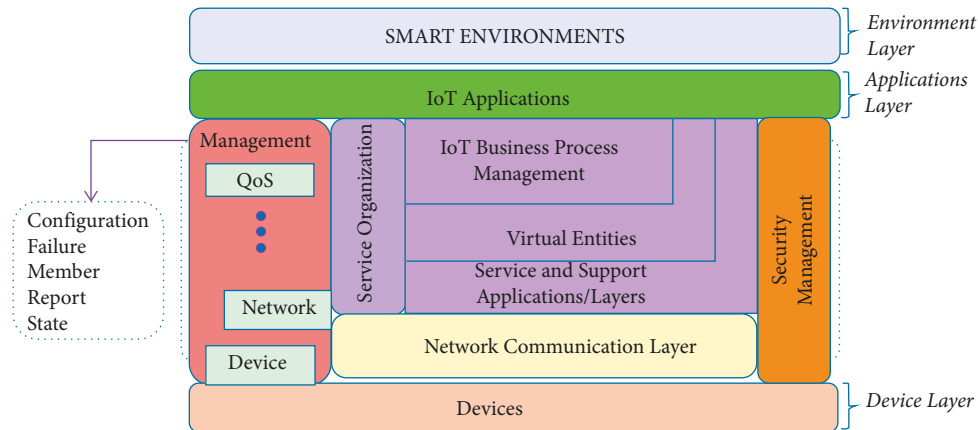 SMART ENVIRONMENTS
Environment
Layer
IoT Applications
Applications
Layer
Management
QoS
Network
Device
Configuration
Failure
Member
Report
State
Service Organization
IoT Business Process
Management
Virtual Entities
Service and Support
Applications/Layers
Network Communication Layer
Security
Management
Devices
Device Layer